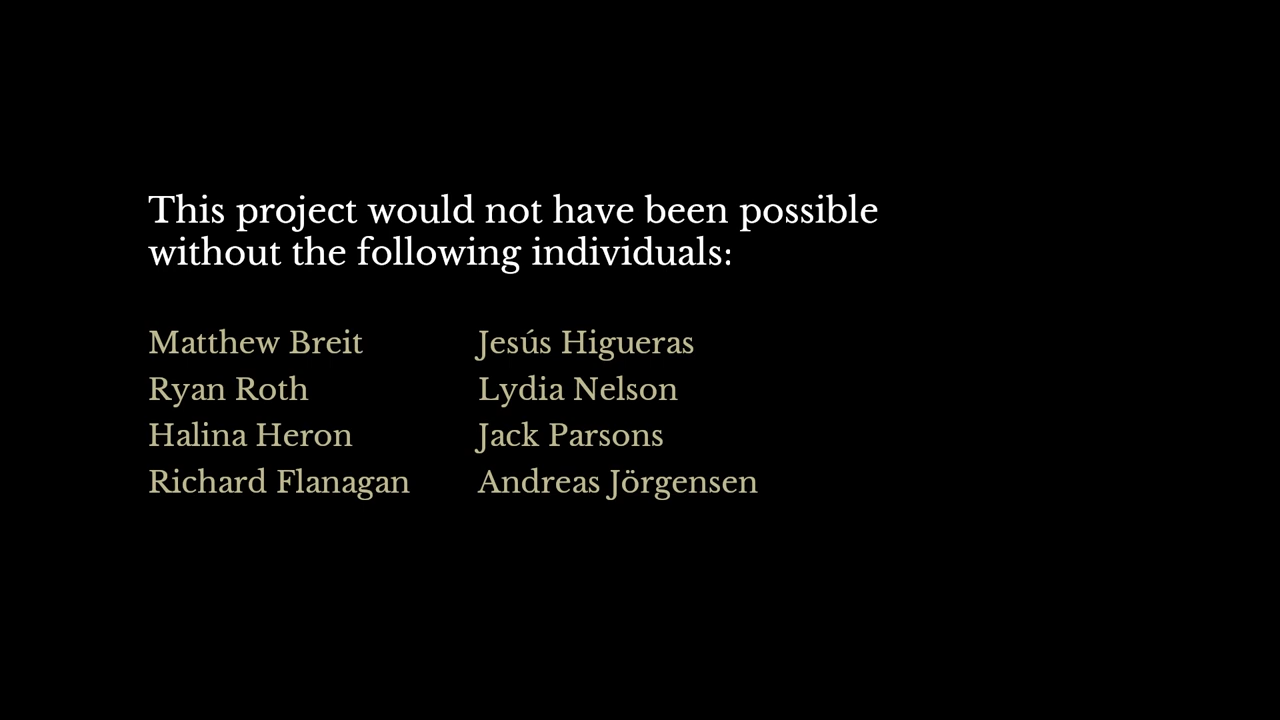 This project would not have been possible
without the following individuals:
Matthew Breit
Ryan Roth
Halina Heron
Richard Flanagan
Jesús Higueras
Lydia Nelson
Jack Parsons
Andreas Jörgensen